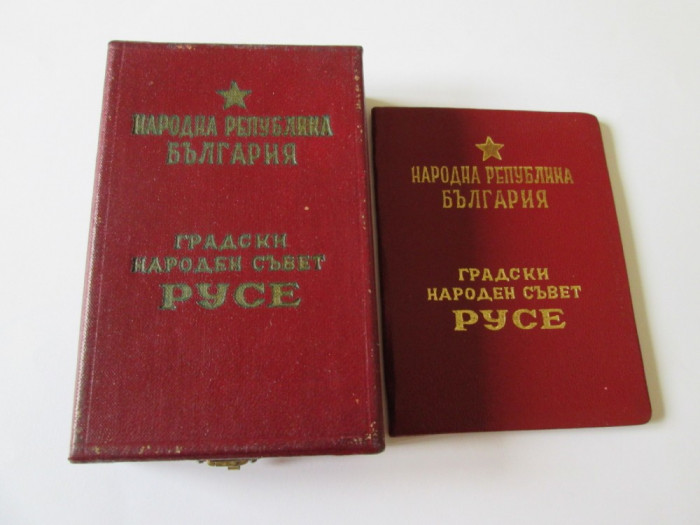 НАРОДНА РЕПУБЛИКА
БЪЛГАРИЯ
ГРАДСКИ
НАРОДЕН СЪВЕТ
РУСЕ
НАРОДНА РЕПУБЛИКА
БЪЛГАРИЯ
ГРАДСКИ
НАРОДЕН СЪВЕТ
РУСЕ